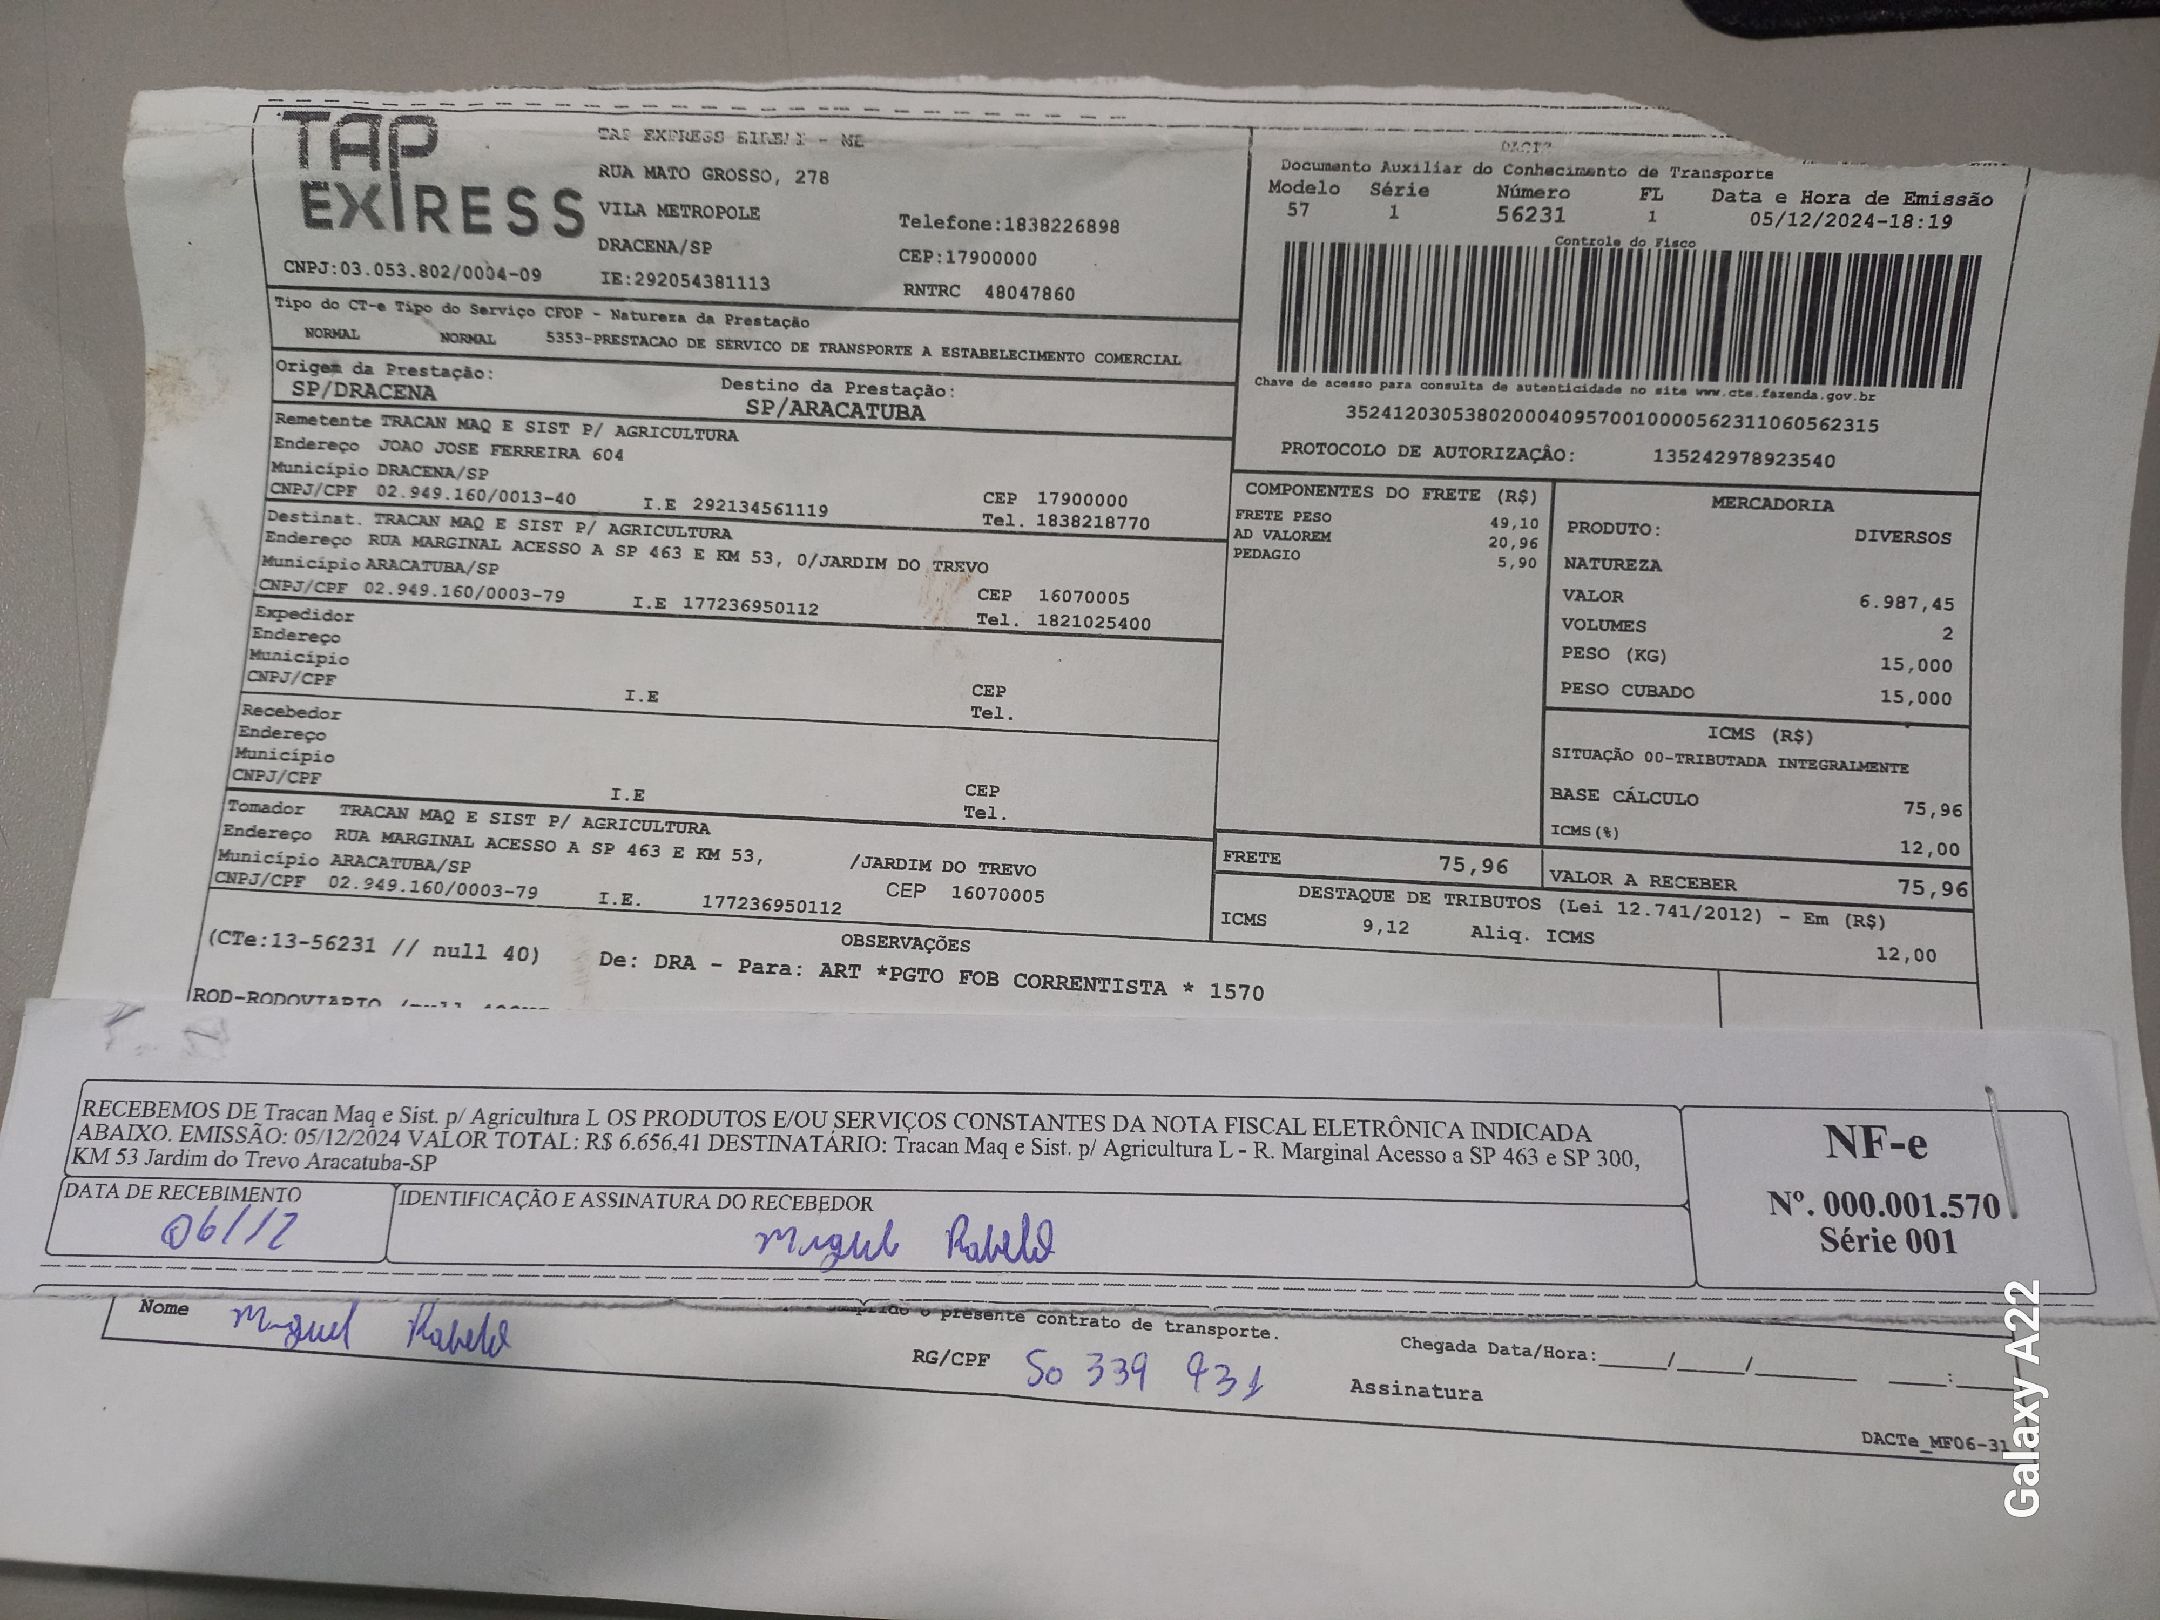 TAP
EXPRESS
TAP EXPRESS EIRELI - ME
RUA MATO GROSSO, 278
VILA METROPOLE
Telefone:1838226898
DRACENA/SP
CEP:17900000
CNPJ:03.053.802/0004-09
IE:292054381113
RNTRC 48047860
DACTE
Documento Auxiliar do Conhecimento de Transporte
Modelo Série Número FL Data e Hora de Emissão
57 1 56231 1 05/12/2024-18:19
Controle do Fisco
Chave de acesso para consulta de autenticidade no site www.cte.fazenda.gov.br
35241203053802000409570010000562311060562315
PROTOCOLO DE AUTORIZAÇÂO: 135242978923540
Tipo do CT-e Tipo do Serviço CFOP - Natureza da Prestação
NORMAL NORMAL 5353-PRESTACAO DE SERVICO DE TRANSPORTE A ESTABELECIMENTO COMERCIAL
Origem da Prestação: Destino da Prestação:
SP/DRACENA SP/ARACATUBA
Remetente TRACAN MAQ E SIST P/ AGRICULTURA
Endereço JOAO JOSE FERREIRA 604
Município DRACENA/SP CEP 17900000
CNPJ/CPF 02.949.160/0013-40 I.E 292134561119 Tel. 1838218770
Destinat. TRACAN MAQ E SIST P/ AGRICULTURA
Endereço RUA MARGINAL ACESSO A SP 463 E KM 53, 0/JARDIM DO TREVO
Município ARACATUBA/SP CEP 16070005
CNPJ/CPF 02.949.160/0003-79 I.E 177236950112 Tel. 1821025400
Expedidor
Endereço
Município CEP
CNPJ/CPF I.E Tel.
Recebedor
Endereço
Município CEP
CNPJ/CPF I.E Tel.
Tomador TRACAN MAQ E SIST P/ AGRICULTURA
Endereço RUA MARGINAL ACESSO A SP 463 E KM 53, /JARDIM DO TREVO
Município ARACATUBA/SP CEP 16070005
CNPJ/CPF 02.949.160/0003-79 I.E. 177236950112
COMPONENTES DO FRETE (R$)
FRETE PESO 49,10
AD VALOREM 20,96
PEDAGIO 5,90
MERCADORIA
PRODUTO: DIVERSOS
NATUREZA
VALOR 6.987,45
VOLUMES 2
PESO (KG) 15,000
PESO CUBADO 15,000
ICMS (R$)
SITUAÇÃO 00-TRIBUTADA INTEGRALMENTE
BASE CÁLCULO 75,96
ICMS(%) 12,00
FRETE 75,96 VALOR A RECEBER 75,96
DESTAQUE DE TRIBUTOS (Lei 12.741/2012) - Em (R$)
ICMS 9,12 Aliq. ICMS 12,00
OBSERVAÇÕES
(CTe:13-56231 // null 40) De: DRA - Para: ART *PGTO FOB CORRENTISTA * 1570
RECEBEMOS DE Tracan Maq e Sist. p/ Agricultura L OS PRODUTOS E/OU SERVIÇOS CONSTANTES DA NOTA FISCAL ELETRÔNICA INDICADA
ABAIXO. EMISSÃO: 05/12/2024 VALOR TOTAL: R$ 6.656,41 DESTINATÁRIO: Tracan Maq e Sist. p/ Agricultura L - R. Marginal Acesso a SP 463 e SP 300,
KM 53 Jardim do Trevo Aracatuba-SP
DATA DE RECEBIMENTO IDENTIFICAÇÃO E ASSINATURA DO RECEBEDOR
06/12 Miguel Rabelo
NF-e
Nº. 000.001.570
Série 001
o presente contrato de transporte.
Nome Miguel Rabelo
RG/CPF 50 339 931
Chegada Data/Hora:____/____/______ ___:____
Assinatura
DACTe_MF06-31
Galaxy A22